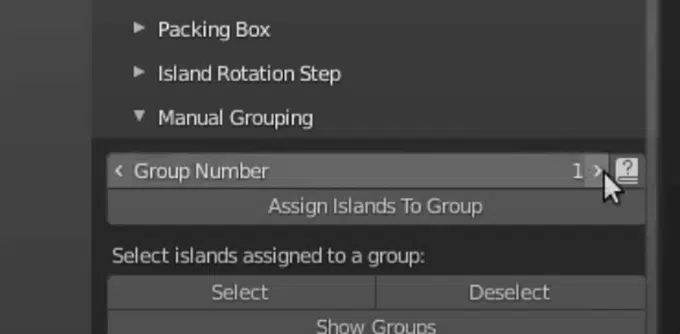 Packing Box
Island Rotation Step
Manual Grouping
Group Number 1
Assign Islands To Group
Select islands assigned to a group:
Select Deselect
Show Groups